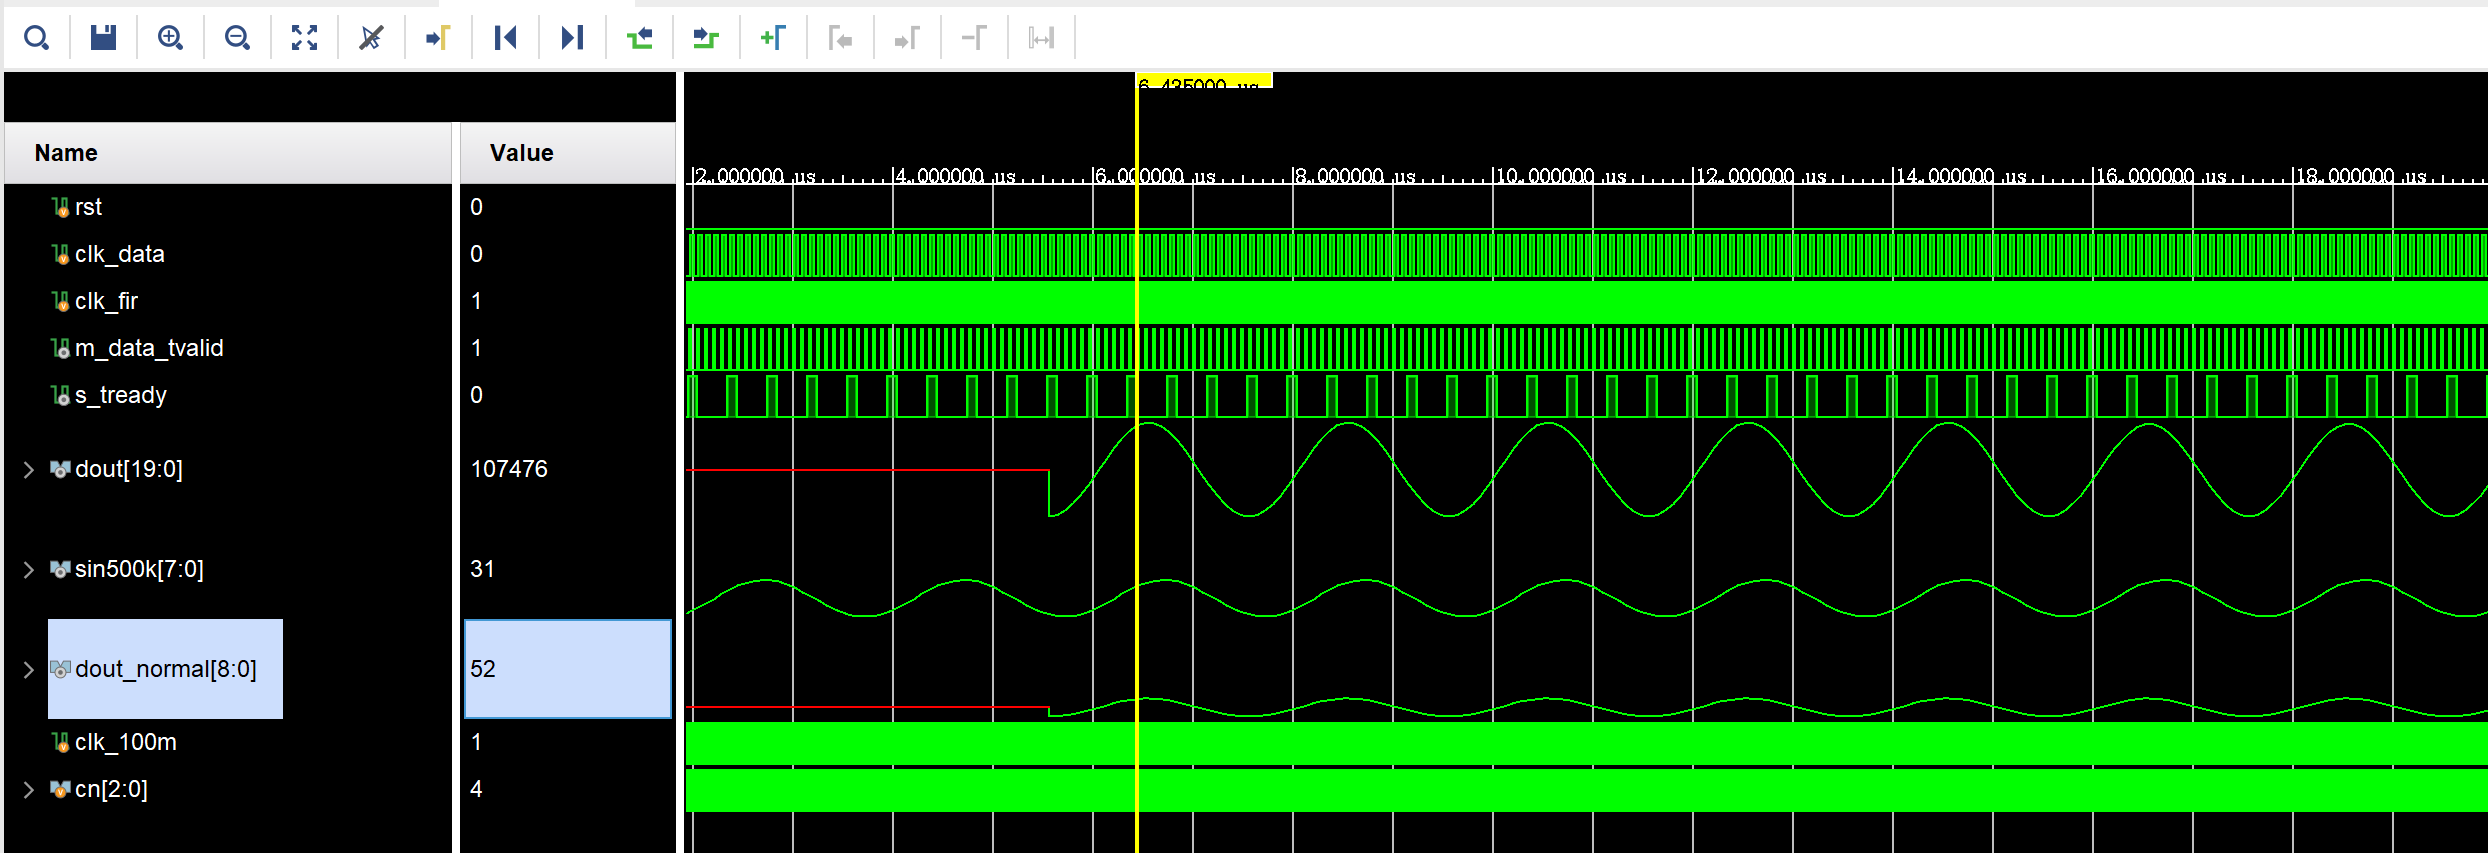 6.435000 us
Name Value
2.000000 us 4.000000 us 6.000000 us 8.000000 us 10.000000 us 12.000000 us 14.000000 us 16.000000 us 18.000000 us
rst 0
clk_data 0
clk_fir 1
m_data_tvalid 1
s_tready 0
dout[19:0] 107476
sin500k[7:0] 31
dout_normal[8:0] 52
clk_100m 1
cn[2:0] 4